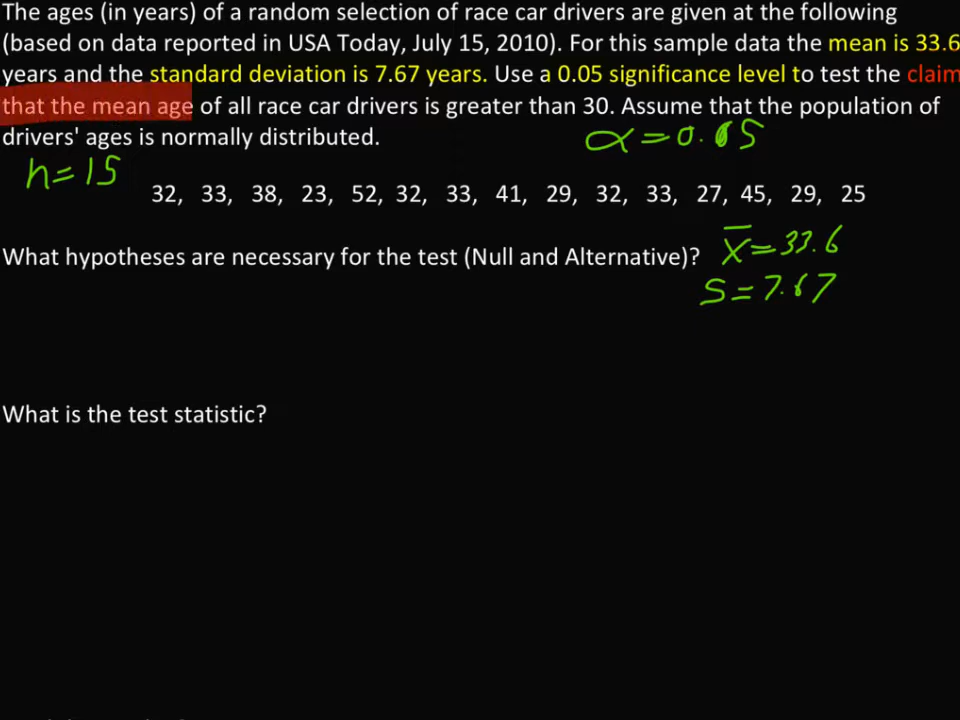 The ages (in years) of a random selection of race car drivers are given at the following
(based on data reported in USA Today, July 15, 2010). For this sample data the mean is 33.6
years and the standard deviation is 7.67 years. Use a 0.05 significance level to test the claim
that the mean age of all race car drivers is greater than 30. Assume that the population of
drivers' ages is normally distributed.
α = 0.05
n = 15
32, 33, 38, 23, 52, 32, 33, 41, 29, 32, 33, 27, 45, 29, 25
What hypotheses are necessary for the test (Null and Alternative)?
x̄ = 33.6
S = 7.67
What is the test statistic?